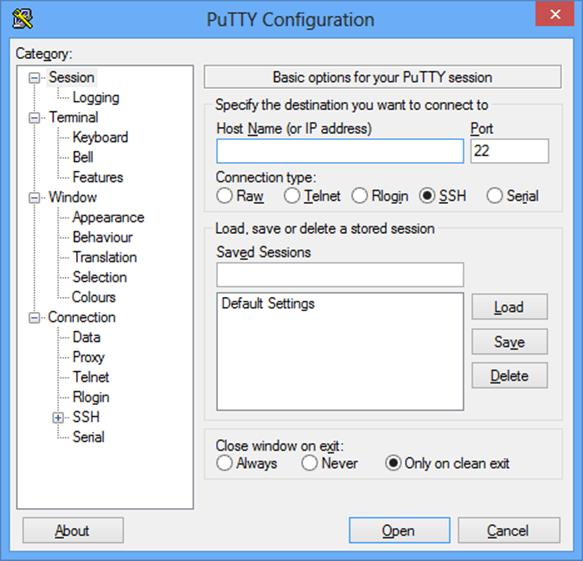 PuTTY Configuration
Category:
Session
Logging
Terminal
Keyboard
Bell
Features
Window
Appearance
Behaviour
Translation
Selection
Colours
Connection
Data
Proxy
Telnet
Rlogin
SSH
Serial
Basic options for your PuTTY session
Specify the destination you want to connect to
Host Name (or IP address) Port
22
Connection type:
Raw Telnet Rlogin SSH Serial
Load, save or delete a stored session
Saved Sessions
Default Settings
Load
Save
Delete
Close window on exit:
Always Never Only on clean exit
About Open Cancel